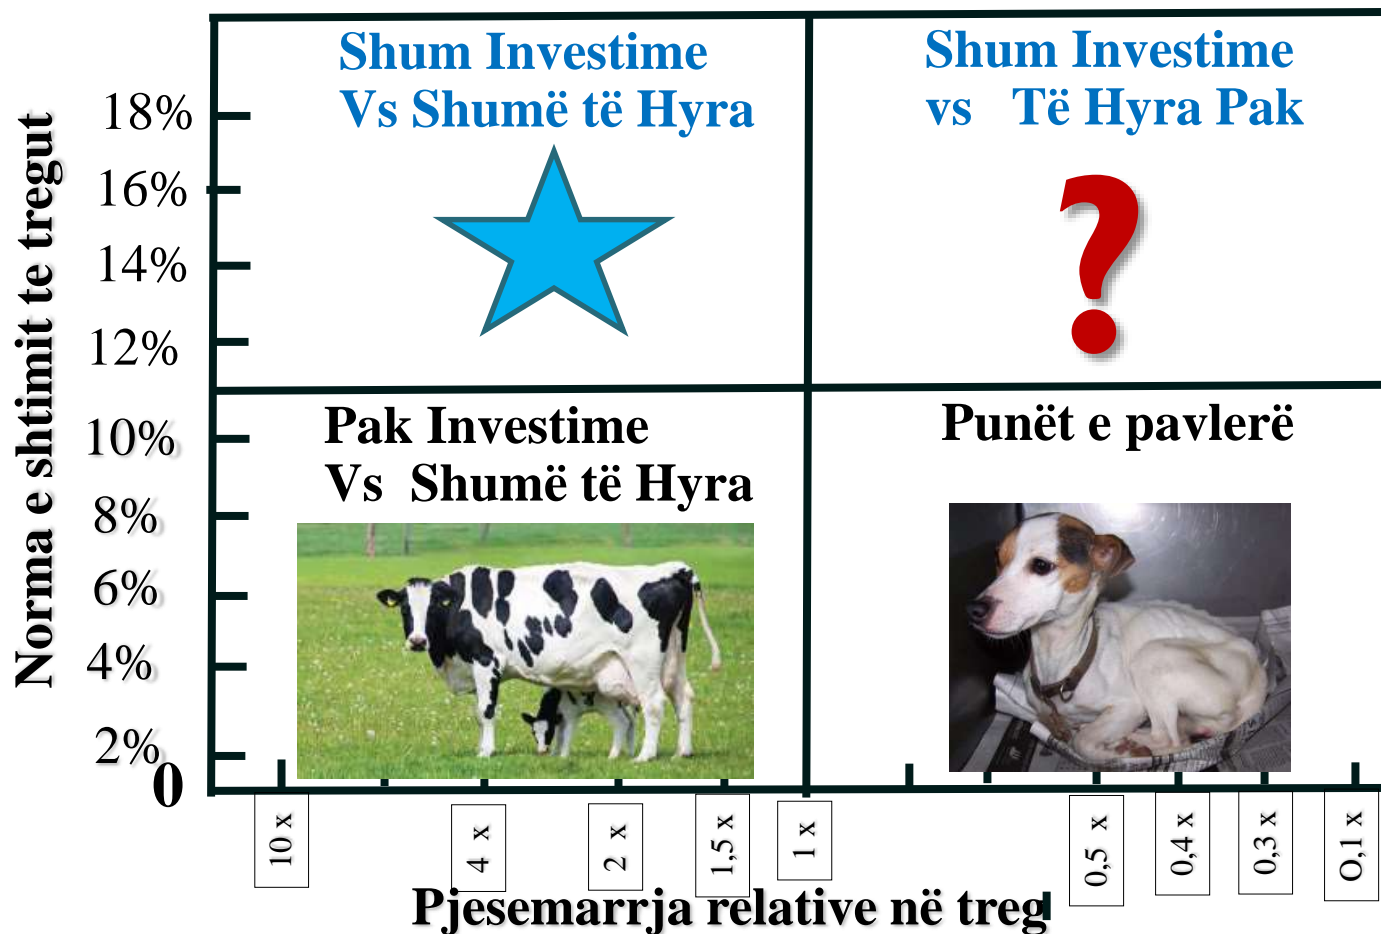 Shum Investime
Vs Shumë të Hyra
Shum Investime
vs Të Hyra Pak
?
Norma e shtimit te tregut
18%
16%
14%
12%
10%
8%
6%
4%
2%
0
Pak Investime
Vs Shumë të Hyra
Punët e pavlerë
10 x
4 x
2 x
1,5 x
1 x
0,5 x
0,4 x
0,3 x
O,1 x
Pjesemarrja relative në treg